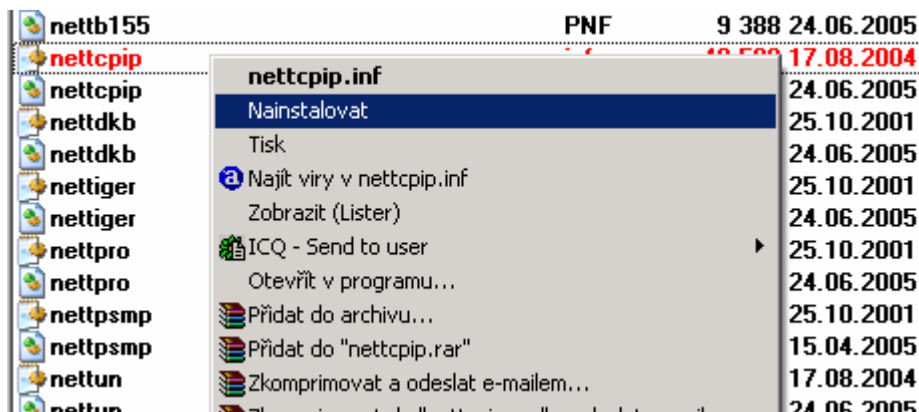 nettb155 PNF 9 388 24.06.2005
nettcpip 17.08.2004
nettcpip.inf
nettcpip 24.06.2005
Nainstalovat
nettdkb 25.10.2001
Tisk
nettdkb 24.06.2005
Najít viry v nettcpip.inf
nettiger 25.10.2001
Zobrazit (Lister)
nettiger 24.06.2005
ICQ - Send to user
nettpro 25.10.2001
Otevřít v programu...
nettpro 24.06.2005
Přidat do archivu...
nettpsmp 25.10.2001
Přidat do "nettcpip.rar"
nettpsmp 15.04.2005
Zkomprimovat a odeslat e-mailem...
nettun 17.08.2004
nettun 24.06.2005